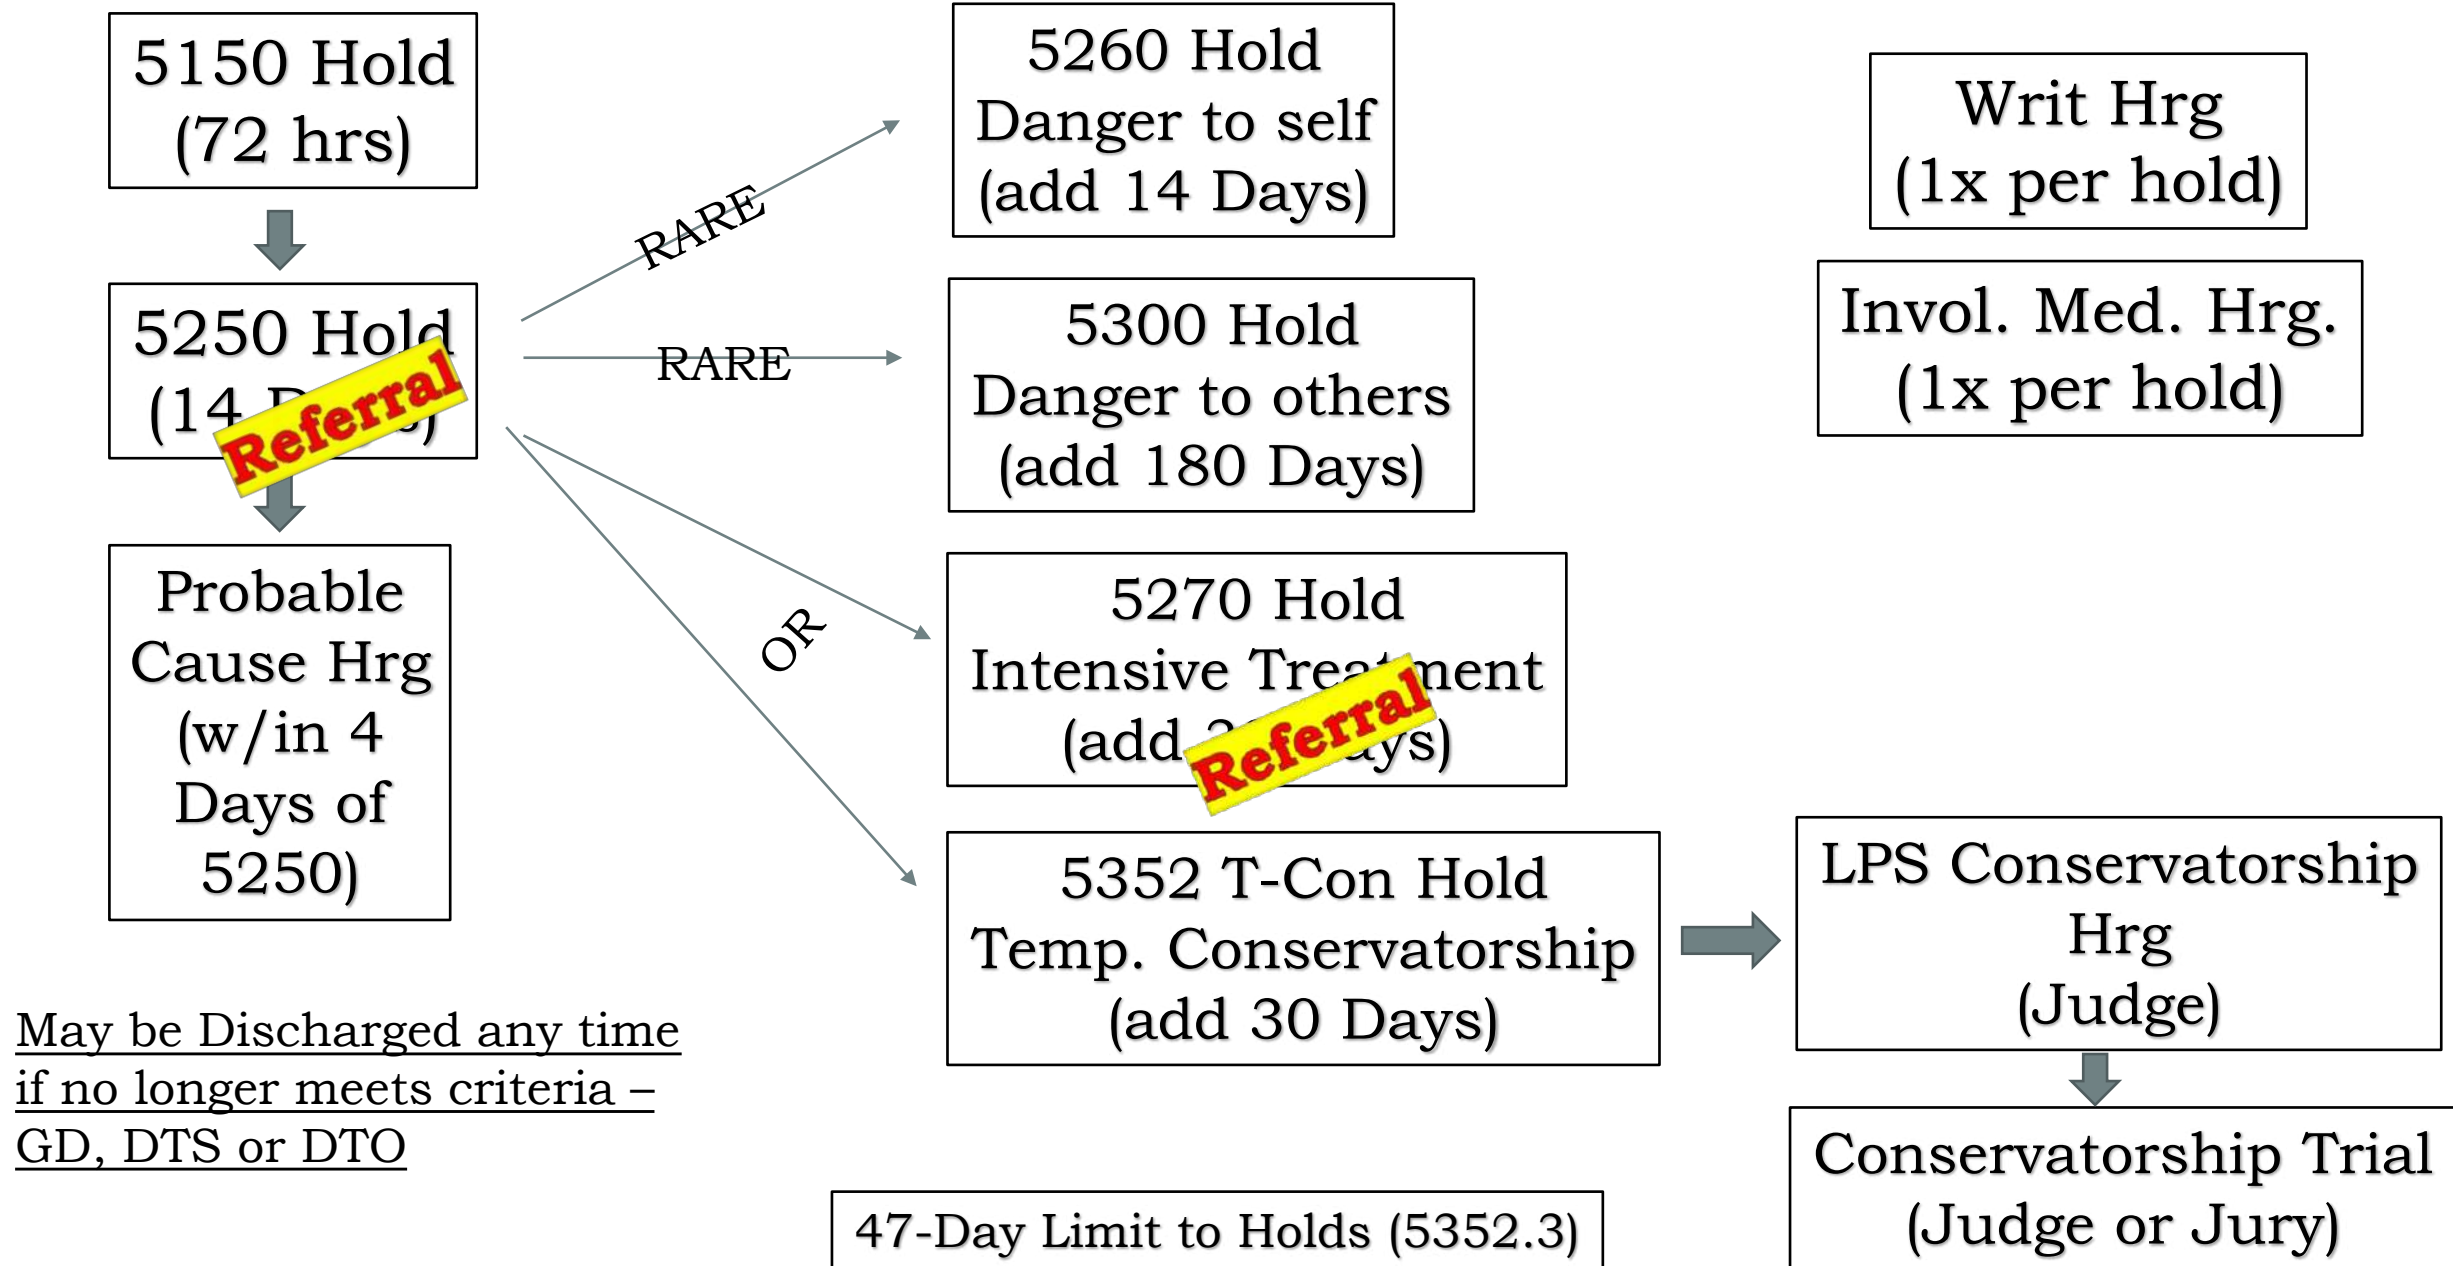 5150 Hold
(72 hrs)
5250 Hold
(14
Referral
Probable
Cause Hrg
(w/in 4
Days of
5250)
May be Discharged any time
if no longer meets criteria –
GD, DTS or DTO
RARE
RARE
OR
5260 Hold
Danger to self
(add 14 Days)
5300 Hold
Danger to others
(add 180 Days)
5270 Hold
Intensive Treatment
(add
Referral
5352 T-Con Hold
Temp. Conservatorship
(add 30 Days)
47-Day Limit to Holds (5352.3)
Writ Hrg
(1x per hold)
Invol. Med. Hrg.
(1x per hold)
LPS Conservatorship
Hrg
(Judge)
Conservatorship Trial
(Judge or Jury)